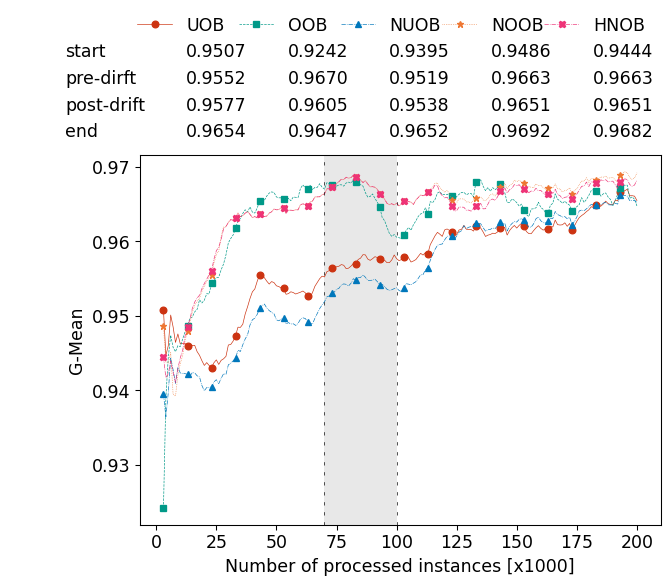 UOB OOB NUOB NOOB HNOB
start 0.9507 0.9242 0.9395 0.9486 0.9444
pre-dirft 0.9552 0.9670 0.9519 0.9663 0.9663
post-drift 0.9577 0.9605 0.9538 0.9651 0.9651
end 0.9654 0.9647 0.9652 0.9692 0.9682
0.97
0.96
0.95
0.94
0.93
G-Mean
0 25 50 75 100 125 150 175 200
Number of processed instances [x1000]